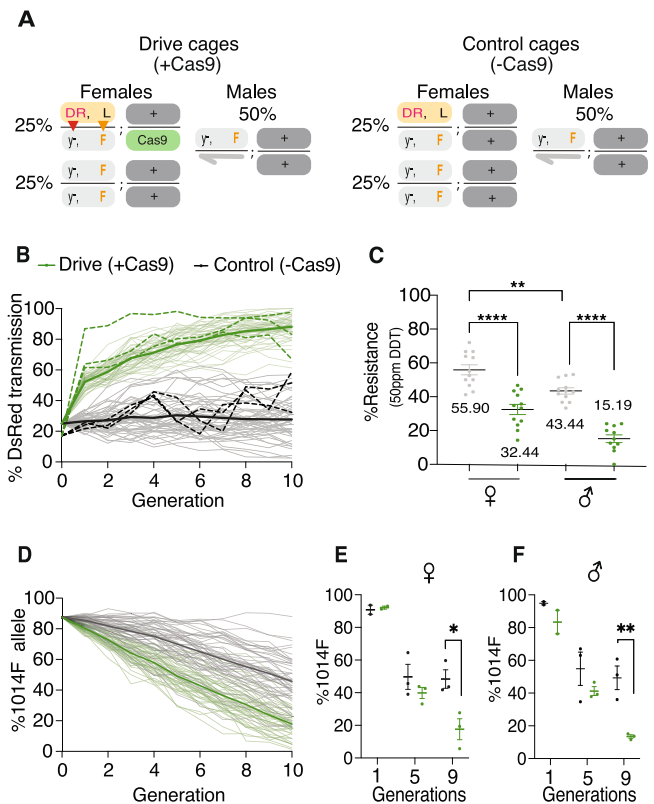 A
Drive cages
(+Cas9)
Control cages
(-Cas9)
Females
Males
Females
Males
25%
DR, L
+
50%
25%
DR, L
+
50%
y-, F
;
Cas9
y-, F
;
+
+
y-, F
;
+
y-, F
;
+
+
25%
y-, F
;
+
25%
y-, F
;
+
y-, F
+
y-, F
+
B
Drive (+Cas9)
Control (-Cas9)
% DsRed transmission
100
80
60
40
20
0
0 2 4 6 8 10
Generation
C
%Resistance
(50ppm DDT)
100
80
60
40
20
0
**
****
****
55.90
32.44
43.44
15.19
♀
♂
D
%1014F allele
100
80
60
40
20
0
0 2 4 6 8 10
Generation
E
♀
%1014F
100
80
60
40
20
0
*
1 5 9
Generations
F
♂
%1014F
100
80
60
40
20
0
**
1 5 9
Generations